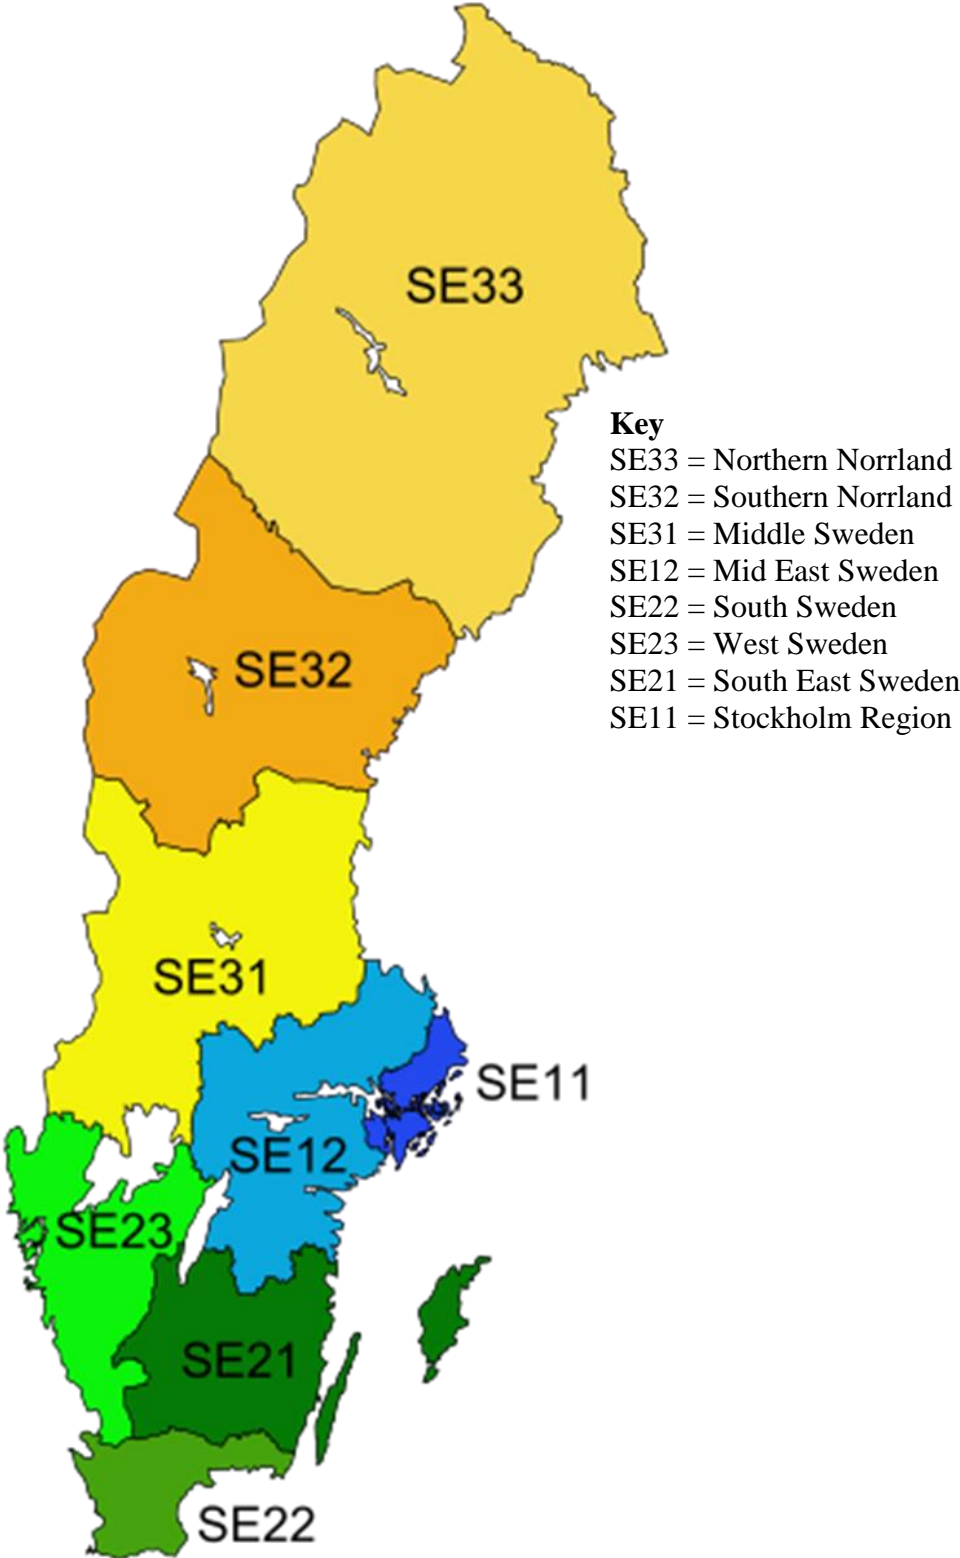 SE33
Key
SE33 = Northern Norrland
SE32 = Southern Norrland
SE31 = Middle Sweden
SE12 = Mid East Sweden
SE22 = South Sweden
SE23 = West Sweden
SE21 = South East Sweden
SE11 = Stockholm Region
SE32
SE31
SE11
SE12
SE23
SE21
SE22